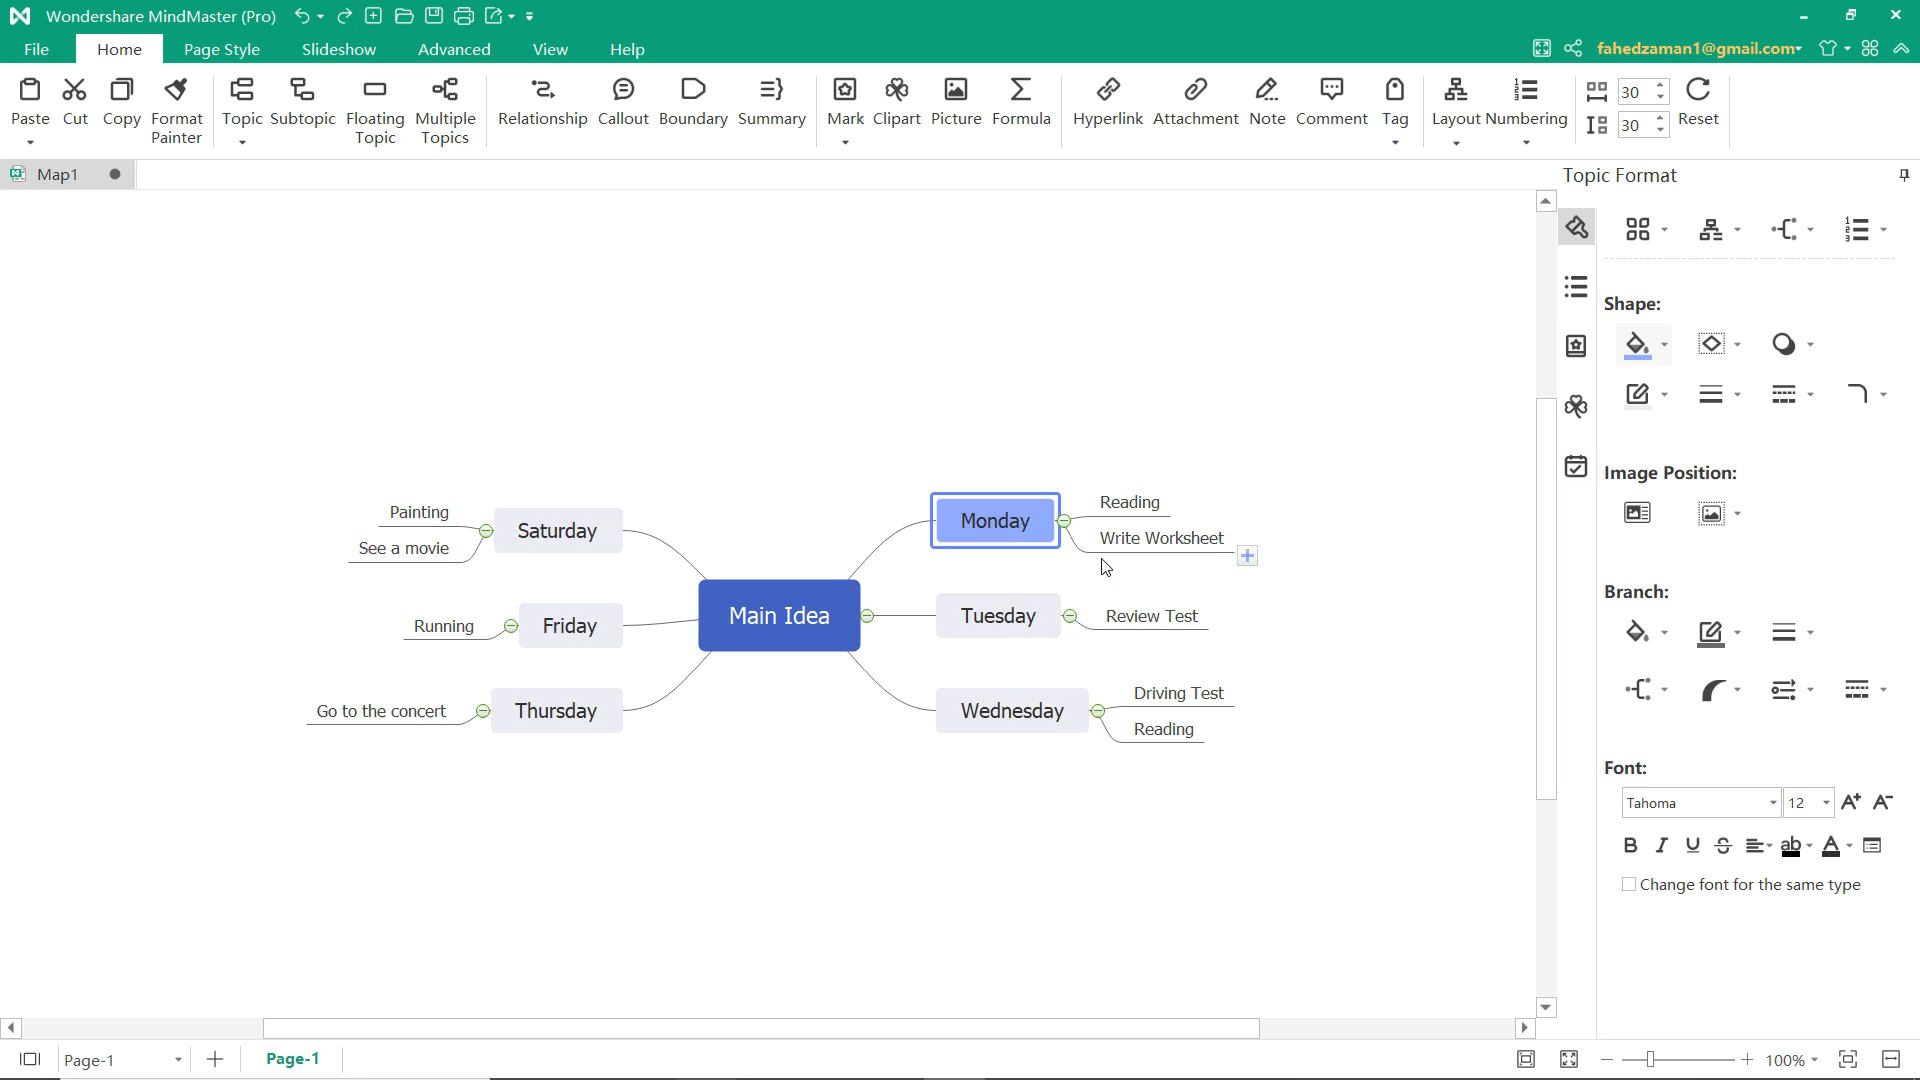 Wondershare MindMaster (Pro)
File Home Page Style Slideshow Advanced View Help fahedzaman1@gmail.com
Paste Cut Copy Format Painter Topic Subtopic Floating Topic Multiple Topics Relationship Callout Boundary Summary Mark Clipart Picture Formula Hyperlink Attachment Note Comment Tag Layout Numbering 30 30 Reset
Map1
Topic Format
Shape:
Image Position:
Branch:
Font:
Tahoma 12
Change font for the same type
Painting
See a movie
Saturday
Running
Friday
Go to the concert
Thursday
Main Idea
Monday
Reading
Write Worksheet
Tuesday
Review Test
Wednesday
Driving Test
Reading
Page-1 Page-1 100%